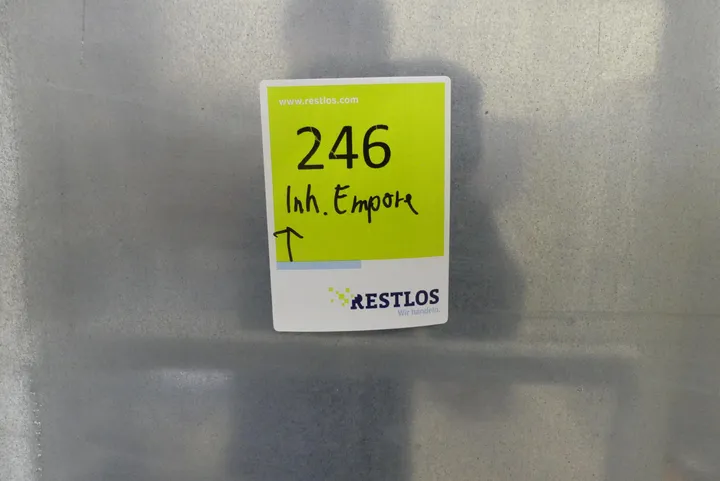 www.restlos.com
246
Inh. Empore
RESTLOS
Wir handeln.